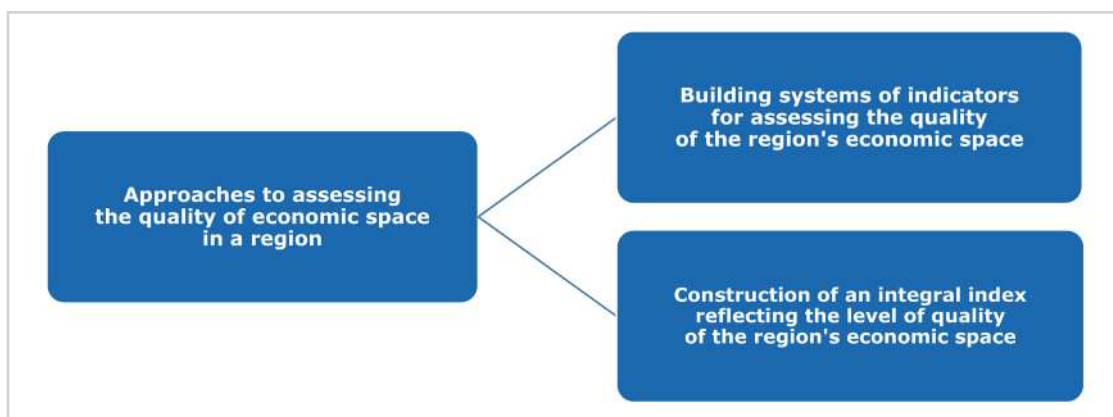 Approaches to assessing
the quality of economic space
in a region
Building systems of indicators
for assessing the quality
of the region's economic space
Construction of an integral index
reflecting the level of quality
of the region's economic space